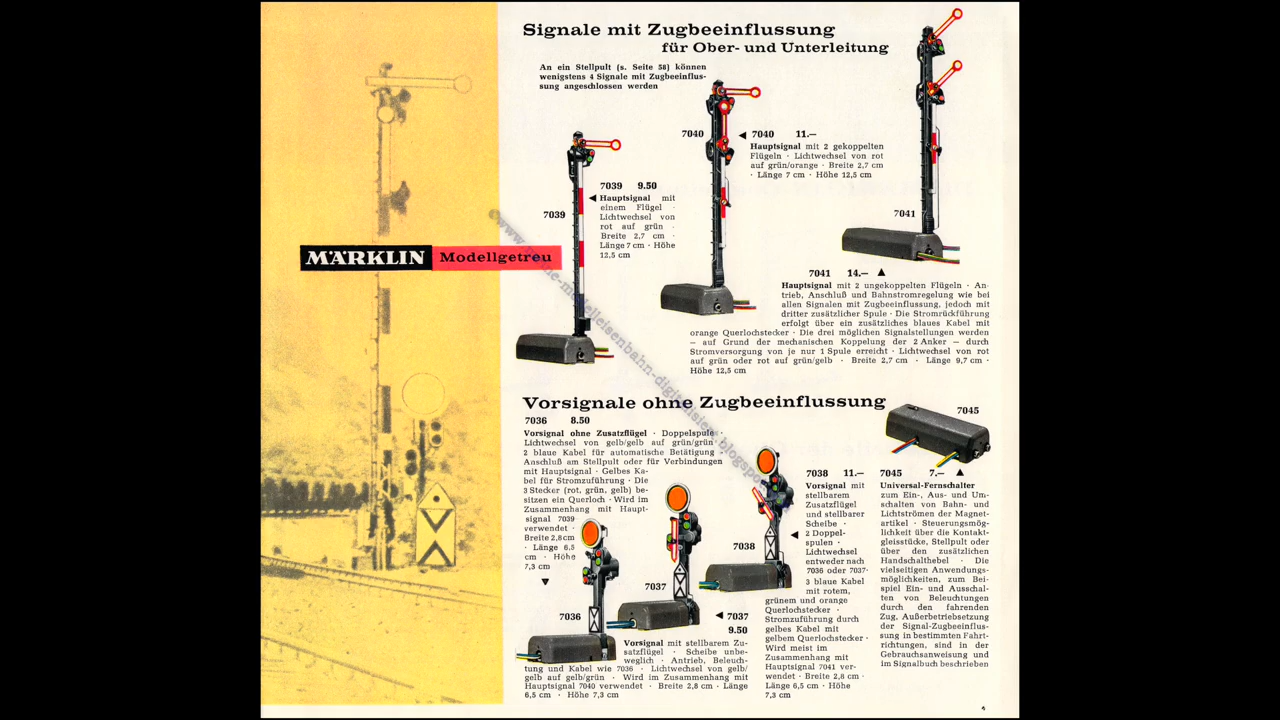 Signale mit Zugbeeinflussung
für Ober- und Unterleitung
An ein Stellpult (s. Seite 58) können
wenigstens 4 Signale mit Zugbeeinflus-
sung angeschlossen werden
7040
7040 11.—
Hauptsignal mit 2 gekoppelten
Flügeln · Lichtwechsel von rot
auf grün/orange · Breite 2,7 cm
· Länge 7 cm · Höhe 12,5 cm
7039 9.50
Hauptsignal mit
einem Flügel ·
Lichtwechsel von
rot auf grün ·
Breite 2,7 cm ·
Länge 7 cm · Höhe
12,5 cm
7039
7041
MÄRKLIN Modellgetreu
7041 14.—
Hauptsignal mit 2 ungekoppelten Flügeln · An-
trieb, Anschluß und Bahnstromregelung wie bei
allen Signalen mit Zugbeeinflussung, jedoch mit
dritter zusätzlicher Spule · Die Stromrückführung
erfolgt über ein zusätzliches blaues Kabel mit
orange Querlochstecker · Die drei möglichen Signalstellungen werden
— auf Grund der mechanischen Koppelung der 2 Anker — durch
Stromversorgung von je nur 1 Spule erreicht · Lichtwechsel von rot
auf grün oder rot auf grün/gelb · Breite 2,7 cm · Länge 9,7 cm ·
Höhe 12,5 cm
Vorsignale ohne Zugbeeinflussung
7036 8.50
Vorsignal ohne Zusatzflügel · Doppelspule ·
Lichtwechsel von gelb/gelb auf grün/grün ·
2 blaue Kabel für automatische Betätigung ·
Anschluß am Stellpult oder für Verbindungen
mit Hauptsignal · Gelbes Ka-
bel für Stromzuführung · Die
3 Stecker (rot, grün, gelb) be-
sitzen ein Querloch · Wird im
Zusammenhang mit Haupt-
signal 7039
verwendet ·
Breite 2,8 cm
· Länge 6,5
cm · Höhe
7,3 cm
7036
7037
7037
9.50
Vorsignal mit stellbarem Zu-
satzflügel · Scheibe unbe-
weglich · Antrieb, Beleuch-
tung und Kabel wie 7036 · Lichtwechsel von gelb/
gelb auf gelb/grün · Wird im Zusammenhang mit
Hauptsignal 7040 verwendet · Breite 2,8 cm · Länge
6,5 cm · Höhe 7,3 cm
7038
7038 11.—
Vorsignal mit
stellbarem
Zusatzflügel
und stellbarer
Scheibe ·
2 Doppel-
spulen ·
Lichtwechsel
entweder nach
7036 oder 7037 ·
3 blaue Kabel
mit rotem,
grünem und orange
Querlochstecker ·
Stromzuführung durch
gelbes Kabel mit
gelbem Querlochstecker ·
Wird meist im
Zusammenhang mit
Hauptsignal 7041 ver-
wendet · Breite 2,8 cm ·
Länge 6,5 cm · Höhe
7,3 cm
7045
7045 7.—
Universal-Fernschalter
zum Ein-, Aus- und Um-
schalten von Bahn- und
Lichtströmen der Magnet-
artikel · Steuerungsmög-
lichkeit über die Kontakt-
gleisstücke, Stellpult oder
über den zusätzlichen
Handschalthebel · Die
vielseitigen Anwendungs-
möglichkeiten, zum Bei-
spiel Ein- und Ausschal-
ten von Beleuchtungen
durch den fahrenden
Zug, Außerbetriebsetzung
der Signal-Zugbeeinflus-
sung in bestimmten Fahrt-
richtungen, sind in der
Gebrauchsanweisung und
im Signalbuch beschrieben